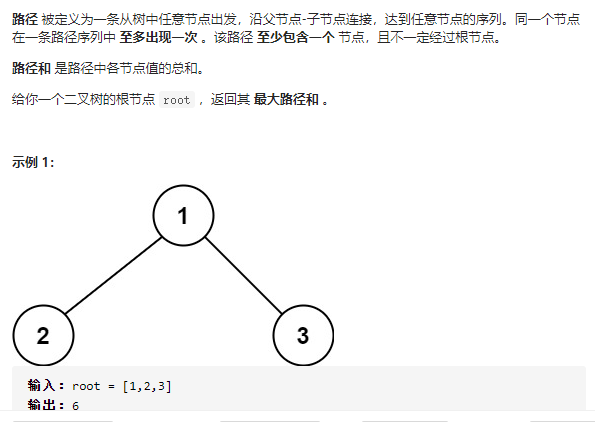 路径 被定义为一条从树中任意节点出发，沿父节点-子节点连接，达到任意节点的序列。同一个节点
在一条路径序列中 至多出现一次 。该路径 至少包含一个 节点，且不一定经过根节点。
路径和 是路径中各节点值的总和。
给你一个二叉树的根节点 root ，返回其 最大路径和 。
示例 1：
1
2
3
输入：root = [1,2,3]
输出：6